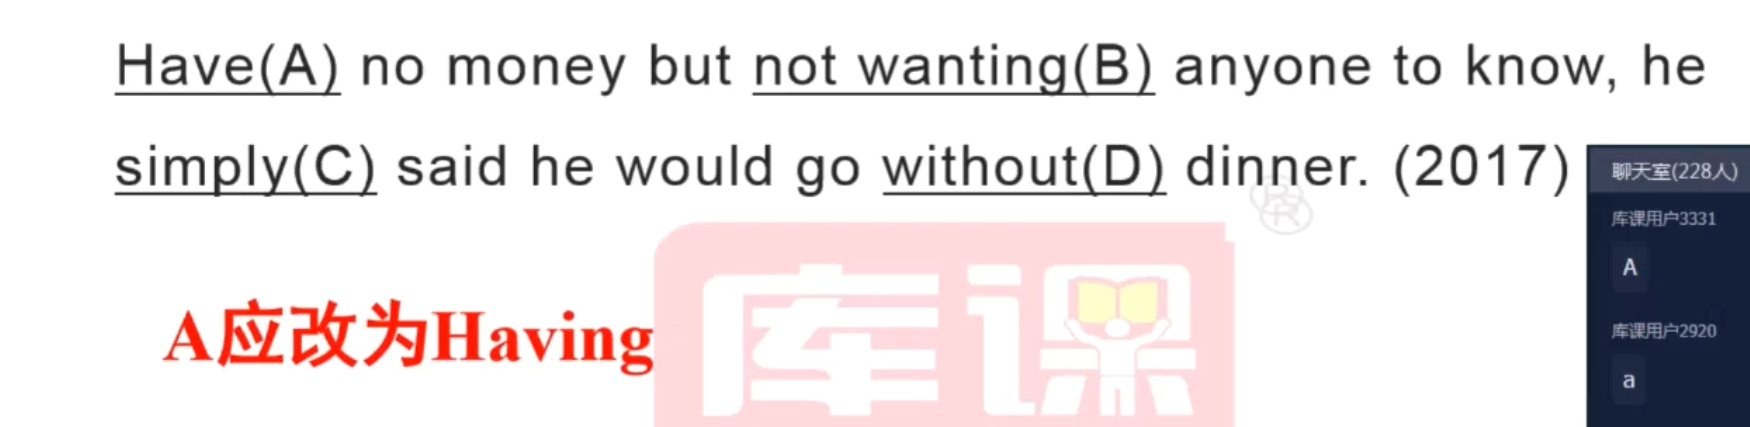 Have(A) no money but not wanting(B) anyone to know, he
simply(C) said he would go without(D) dinner. (2017)
A应改为Having
库课
聊天室(228人)
库课用户3331
A
库课用户2920
a